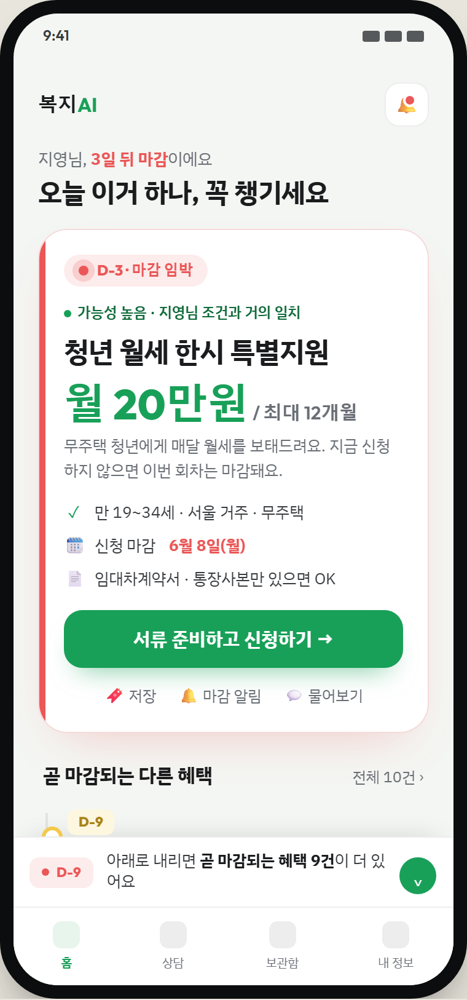 9:41
복지AI
지영님, 3일 뒤 마감이에요
오늘 이거 하나, 꼭 챙기세요
D-3·마감 임박
가능성 높음 · 지영님 조건과 거의 일치
청년 월세 한시 특별지원
월 20만원 / 최대 12개월
무주택 청년에게 매달 월세를 보태드려요. 지금 신청
하지 않으면 이번 회차는 마감돼요.
✓ 만 19~34세 · 서울 거주 · 무주택
신청 마감 6월 8일(월)
임대차계약서 · 통장사본만 있으면 OK
서류 준비하고 신청하기 →
저장 마감 알림 물어보기
곧 마감되는 다른 혜택 전체 10건 ›
D-9
D-9 아래로 내리면 곧 마감되는 혜택 9건이 더 있
어요
홈 상담 보관함 내 정보